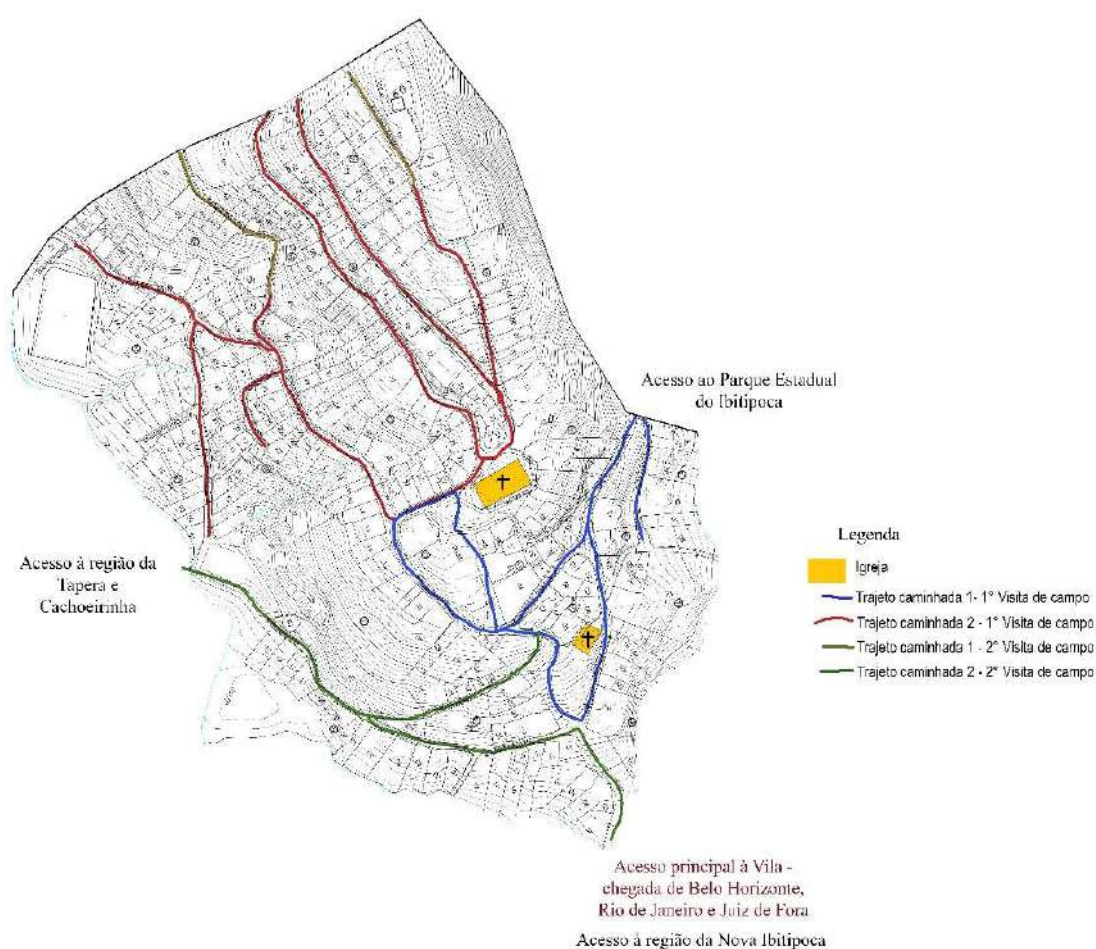 Acesso ao Parque Estadual
do Ibitipoca
Legenda
Igreja
Trajeto caminhada 1- 1° Visita de campo
Trajeto caminhada 2 - 1° Visita de campo
Trajeto caminhada 1 - 2° Visita de campo
Trajeto caminhada 2 - 2° Visita de campo
Acesso à região da
Tapera e
Cachoeirinha
Acesso principal à Vila -
chegada de Belo Horizonte,
Rio de Janeiro e Juiz de Fora
Acesso à região da Nova Ibitipoca